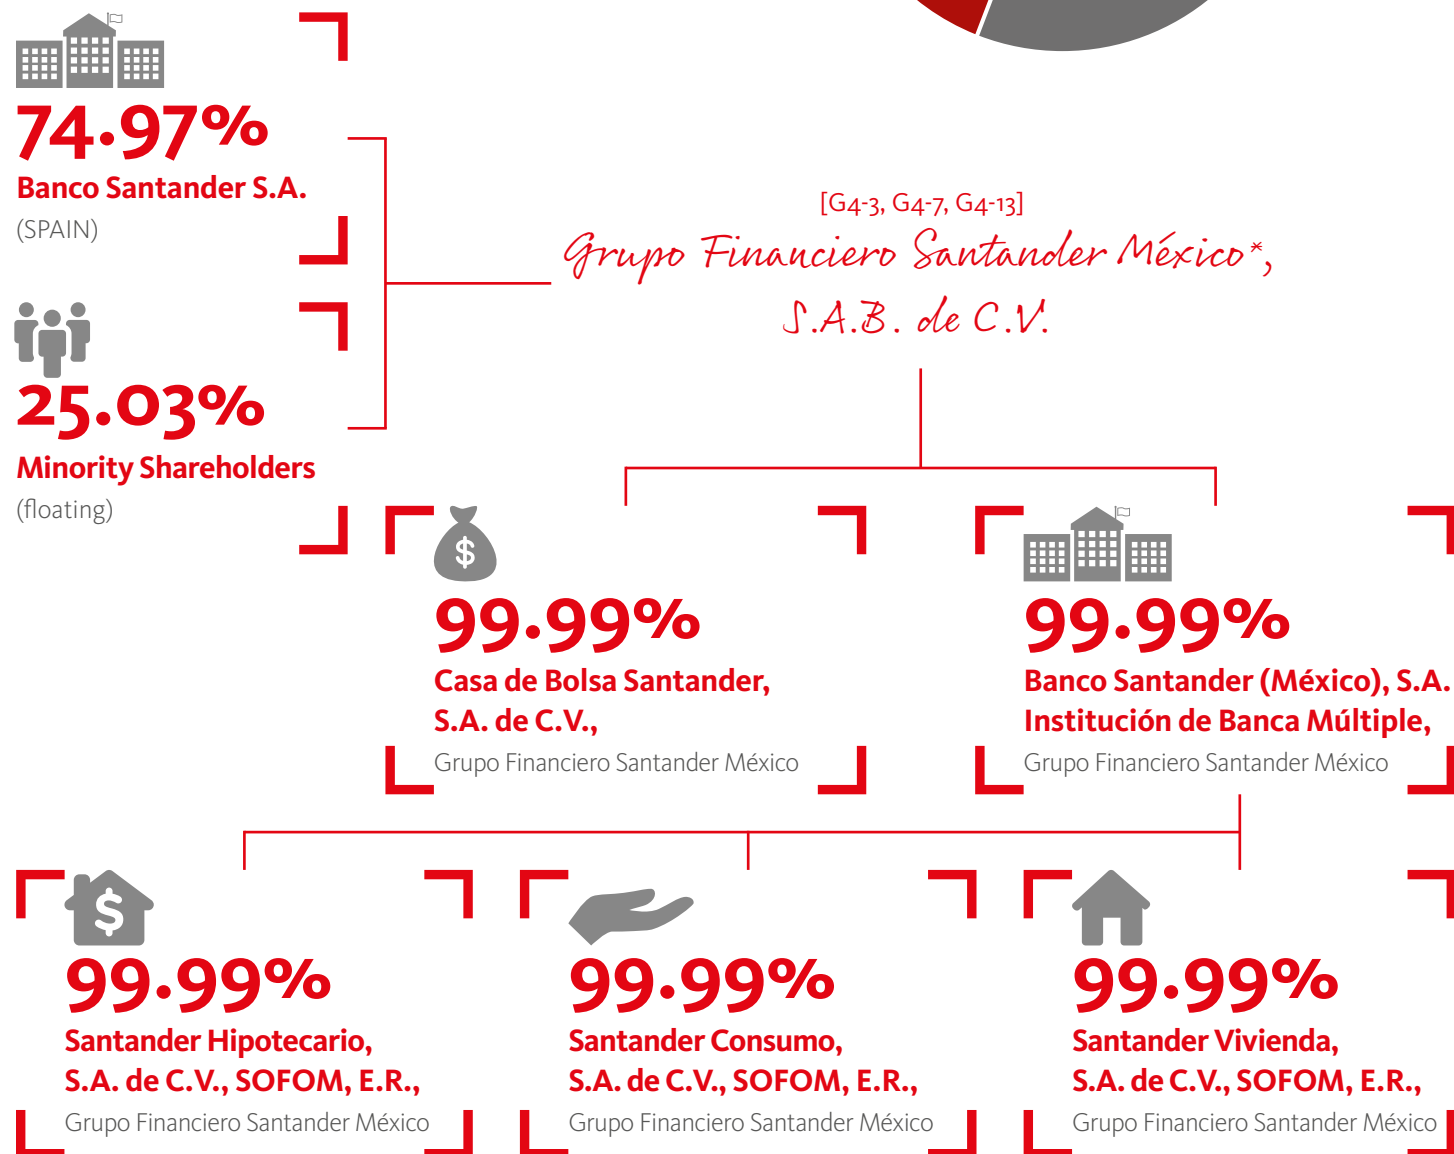 74.97%
Banco Santander S.A.
(SPAIN)
25.03%
Minority Shareholders
(floating)
[G4-3, G4-7, G4-13]
Grupo Financiero Santander México*,
S.A.B. de C.V.
$
99.99%
Casa de Bolsa Santander,
S.A. de C.V.,
Grupo Financiero Santander México
99.99%
Banco Santander (México), S.A.
Institución de Banca Múltiple,
Grupo Financiero Santander México
$
99.99%
Santander Hipotecario,
S.A. de C.V., SOFOM, E.R.,
Grupo Financiero Santander México
99.99%
Santander Consumo,
S.A. de C.V., SOFOM, E.R.,
Grupo Financiero Santander México
99.99%
Santander Vivienda,
S.A. de C.V., SOFOM, E.R.,
Grupo Financiero Santander México